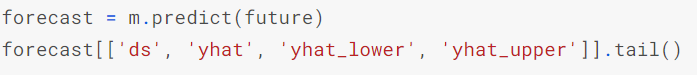 forecast = m.predict(future)
forecast[['ds', 'yhat', 'yhat_lower', 'yhat_upper']].tail()